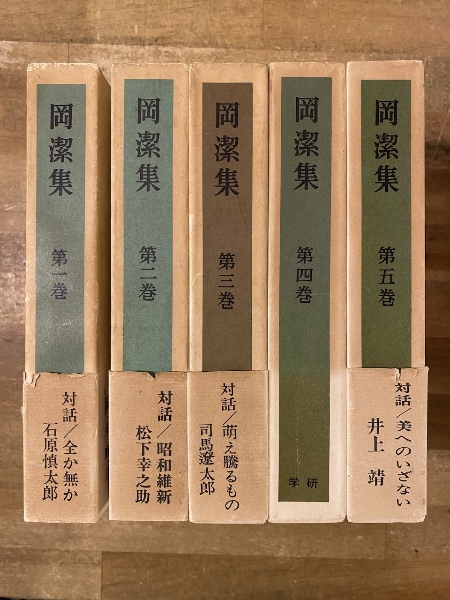 岡潔集
第一巻
対話/全か無か
石原慎太郎
岡潔集
第二巻
対話/昭和維新
松下幸之助
岡潔集
第三巻
対話/萌え騰るもの
司馬遼太郎
岡潔集
第四巻
学研
岡潔集
第五巻
対話/美へのいざない
井上靖